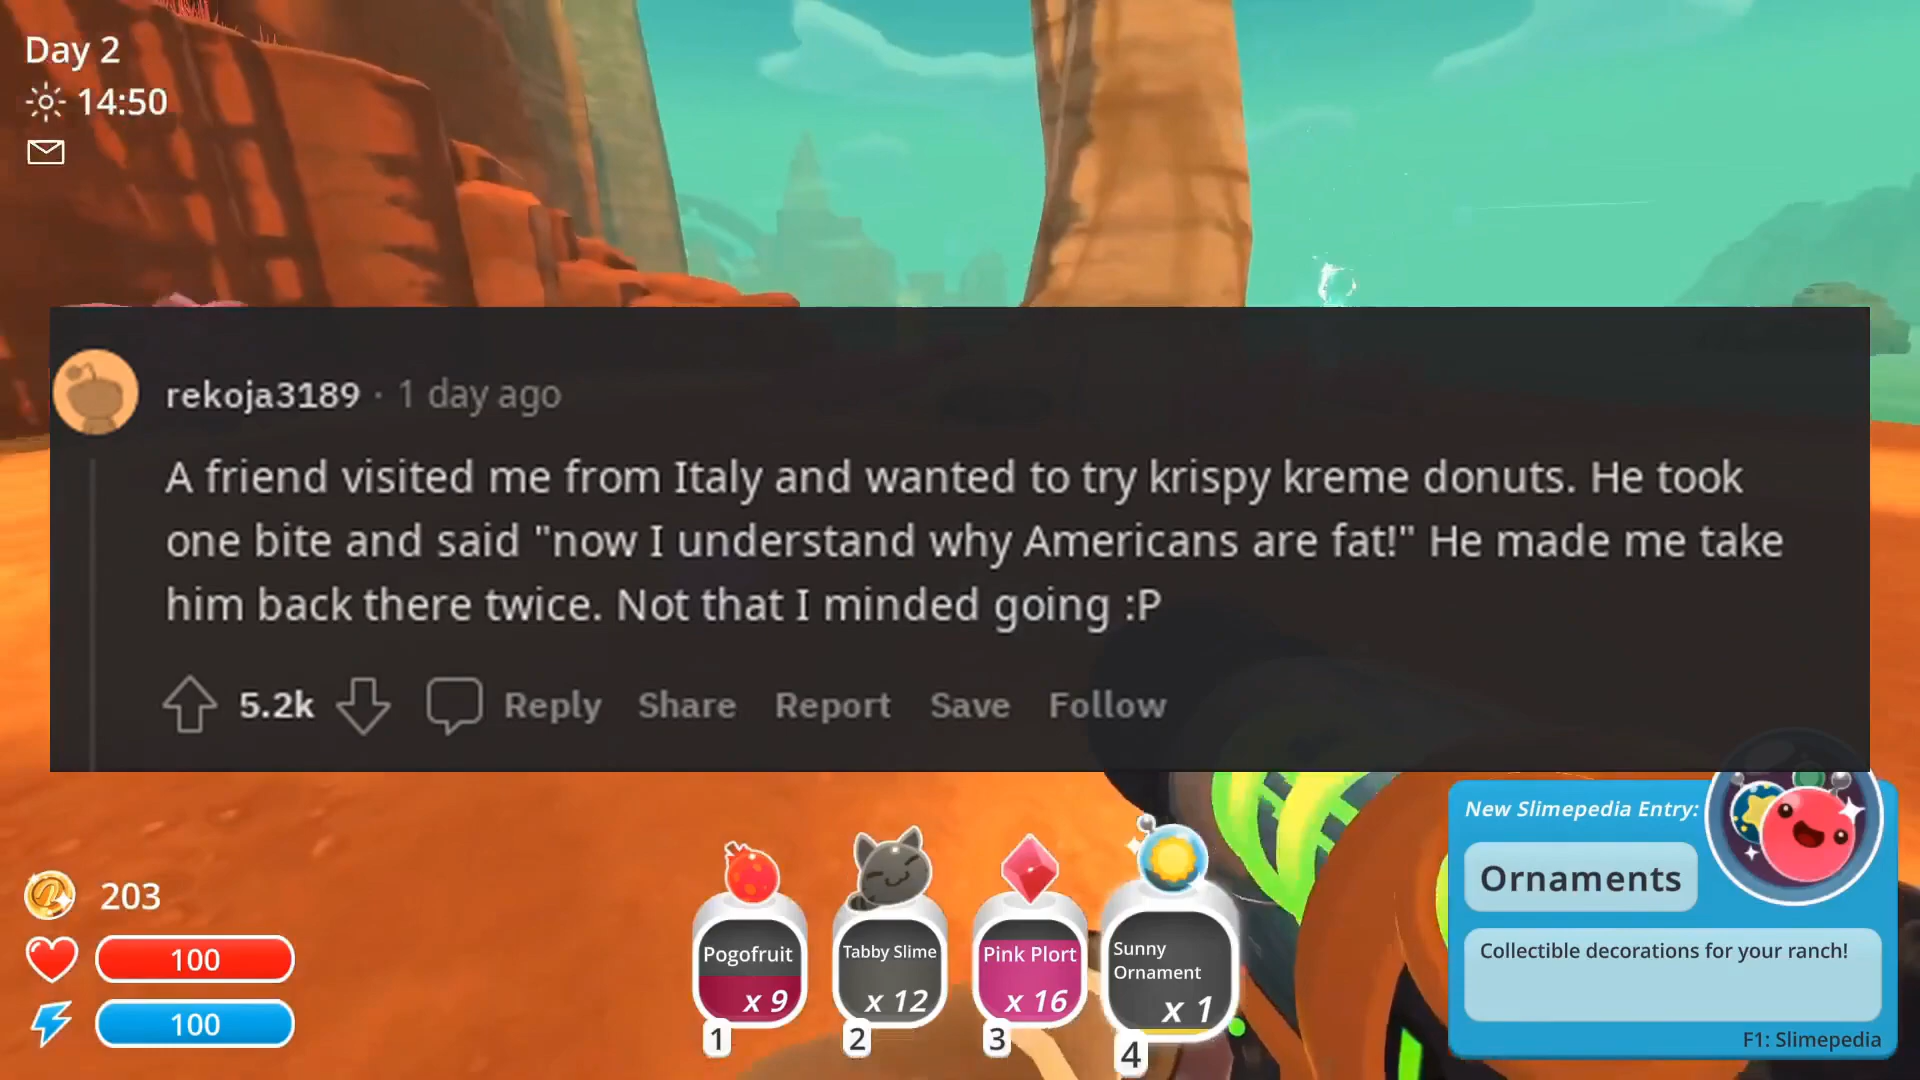 Day 2
14:50
rekoja3189 · 1 day ago
A friend visited me from Italy and wanted to try krispy kreme donuts. He took
one bite and said "now I understand why Americans are fat!" He made me take
him back there twice. Not that I minded going :P
5.2k Reply Share Report Save Follow
New Slimepedia Entry:
Ornaments
Collectible decorations for your ranch!
F1: Slimepedia
203
100
100
Pogofruit
x 9
1
Tabby Slime
x 12
2
Pink Plort
x 16
3
Sunny
Ornament
x 1
4